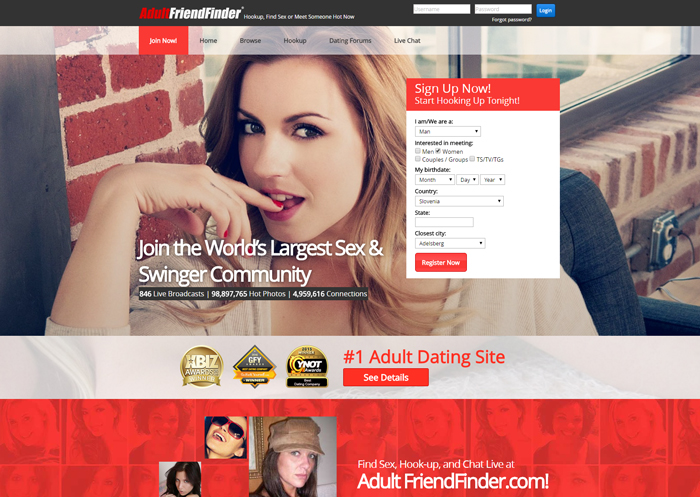 AdultFriendFinder®
Hookup, Find Sex or Meet Someone Hot Now
Username
Password
Login
Forgot password?
Join Now!
Home
Browse
Hookup
Dating Forums
Live Chat
Sign Up Now!
Start Hooking Up Tonight!
I am/We are a:
Man
Interested in meeting:
Men Women
Couples / Groups TS/TV/TGs
My birthdate:
Month Day Year
Country:
Slovenia
State:
Closest city:
Adelsberg
Register Now
Join the World's Largest Sex &
Swinger Community
846 Live Broadcasts | 98,897,765 Hot Photos | 4,959,616 Connections
XBIZ
AWARDS
WINNER
GFY
AWARDS
WINNER
YNOT
Awards
Best
Dating Company
#1 Adult Dating Site
See Details
Find Sex, Hook-up, and Chat Live at
Adult FriendFinder.com!